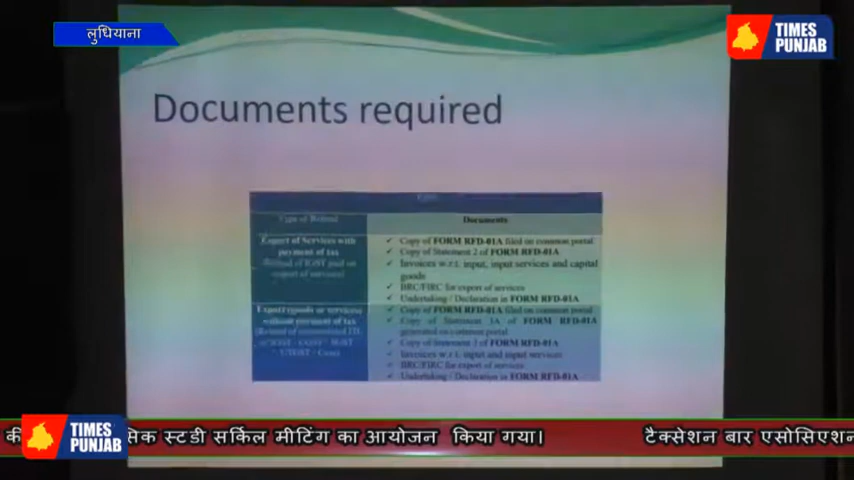 लुधियाना
TIMES
PUNJAB
Documents required
Type of Refund
Documents
Export of Services with
payment of tax
(Refund of IGST paid on
export of services)
✓ Copy of FORM RFD-01A filed on common portal
✓ Copy of Statement 2 of FORM RFD-01A
✓ Invoices w.r.t. input, input services and capital
goods
✓ BRC/FIRC for export of services
✓ Undertaking / Declaration in FORM RFD-01A
Export goods or services
without payment of tax
✓ Copy of FORM RFD-01A filed on common portal
✓ Copy of Statement 3A of FORM RFD-01A
generated on common portal
✓ Copy of Statement 3 of FORM RFD-01A
✓ Invoices w.r.t. input and input services
✓ BRC/FIRC for export of services
✓ Undertaking / Declaration in FORM RFD-01A
की
TIMES
PUNJAB
सिक स्टडी सर्किल मीटिंग का आयोजन किया गया। टैक्सेशन बार एसोसिएशन